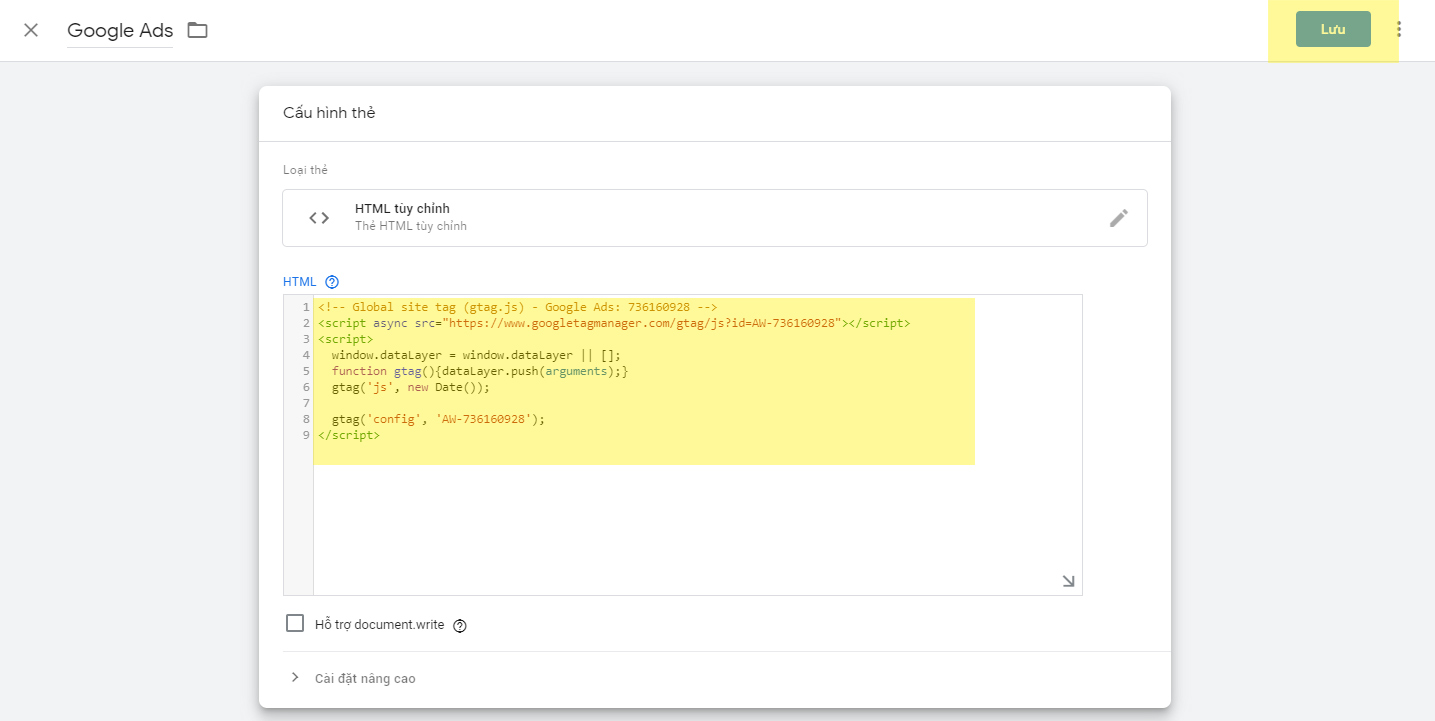 Google Ads
Lưu
Cấu hình thẻ
Loại thẻ
HTML tùy chỉnh
Thẻ HTML tùy chỉnh
HTML
1 <!-- Global site tag (gtag.js) - Google Ads: 736160928 -->
2 <script async src="https://www.googletagmanager.com/gtag/js?id=AW-736160928"></script>
3 <script>
4   window.dataLayer = window.dataLayer || [];
5   function gtag(){dataLayer.push(arguments);}
6   gtag('js', new Date());
7
8   gtag('config', 'AW-736160928');
9 </script>
Hỗ trợ document.write
Cài đặt nâng cao